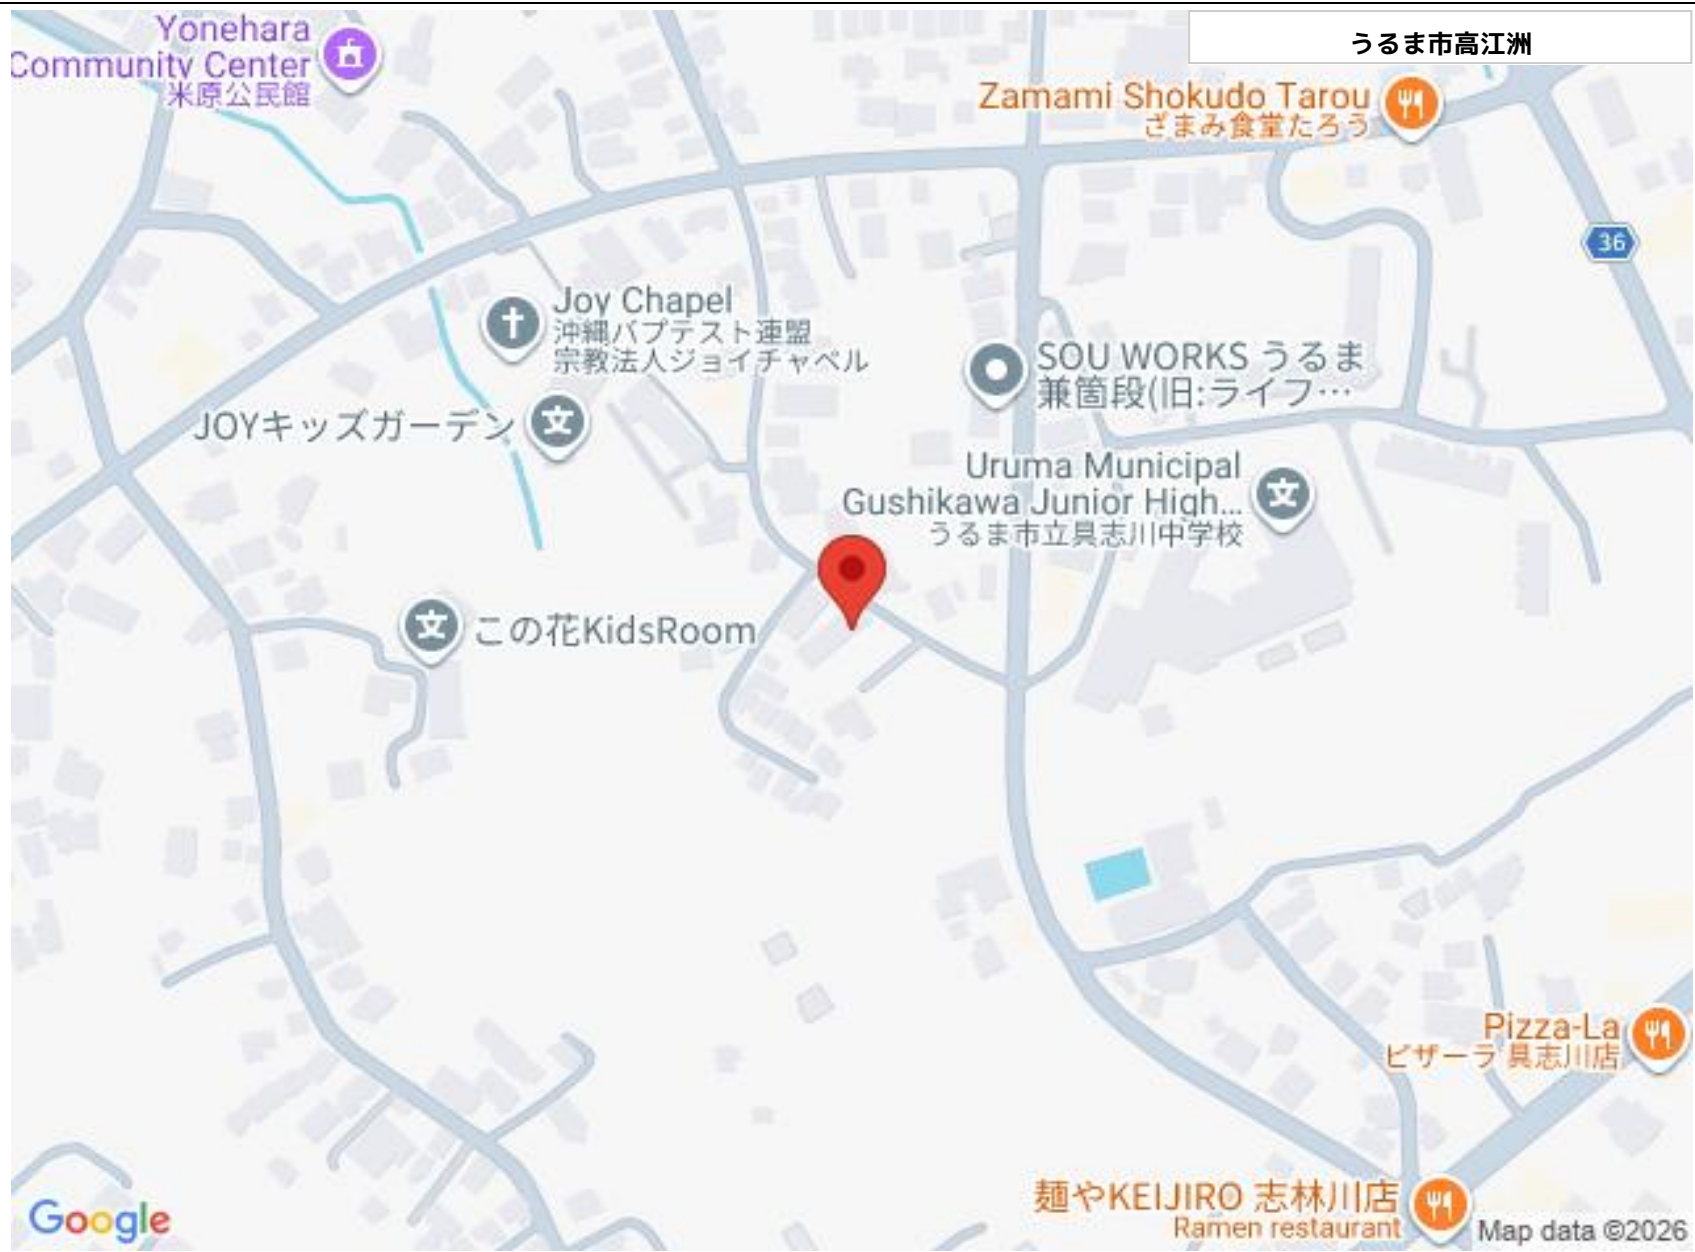 うるま市高江洲
Yonehara
Community Center
米原公民館
Zamami Shokudo Tarou
ざまみ食堂たろう
36
Joy Chapel
沖縄バプテスト連盟
宗教法人ジョイチャペル
SOU WORKS うるま
兼箇段(旧:ライフ…
JOYキッズガーデン
Uruma Municipal
Gushikawa Junior High...
うるま市立具志川中学校
この花KidsRoom
Pizza-La
ピザーラ 具志川店
麺やKEIJIRO 志林川店
Ramen restaurant
Google
Map data ©2026